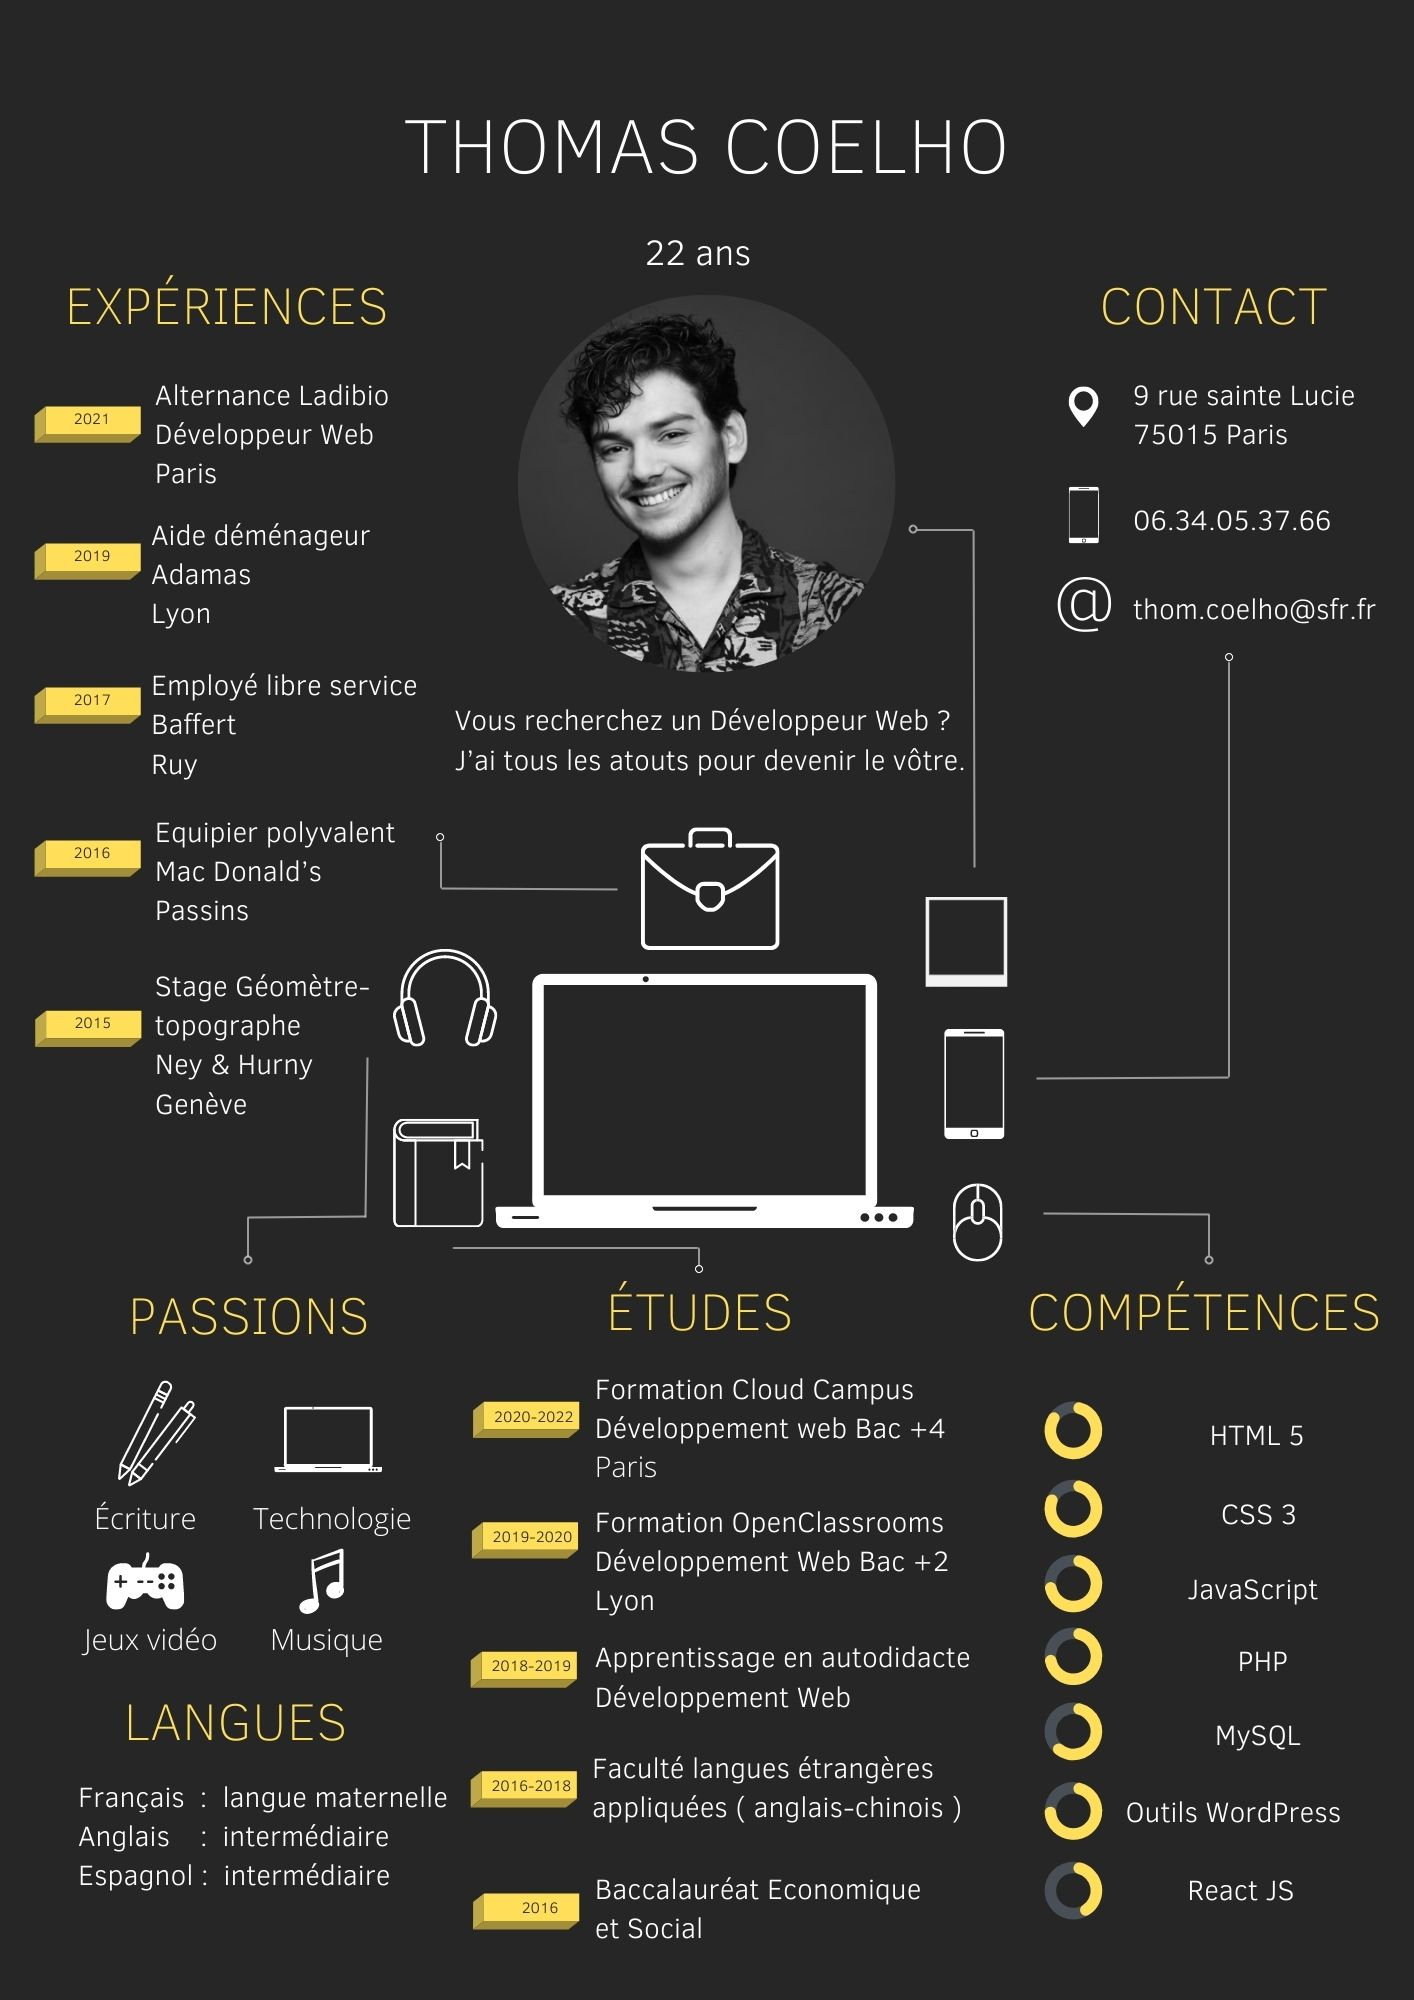 THOMAS COELHO
22 ans
EXPÉRIENCES
2021
Alternance Ladibio
Développeur Web
Paris
2019
Aide déménageur
Adamas
Lyon
2017
Employé libre service
Baffert
Ruy
2016
Equipier polyvalent
Mac Donald's
Passins
2015
Stage Géomètre-
topographe
Ney & Hurny
Genève
Vous recherchez un Développeur Web ?
J'ai tous les atouts pour devenir le vôtre.
CONTACT
9 rue sainte Lucie
75015 Paris
06.34.05.37.66
@ thom.coelho@sfr.fr
PASSIONS
Écriture
Technologie
Jeux vidéo
Musique
LANGUES
Français : langue maternelle
Anglais : intermédiaire
Espagnol : intermédiaire
ÉTUDES
2020-2022
Formation Cloud Campus
Développement web Bac +4
Paris
2019-2020
Formation OpenClassrooms
Développement Web Bac +2
Lyon
2018-2019
Apprentissage en autodidacte
Développement Web
2016-2018
Faculté langues étrangères
appliquées ( anglais-chinois )
2016
Baccalauréat Economique
et Social
COMPÉTENCES
HTML 5
CSS 3
JavaScript
PHP
MySQL
Outils WordPress
React JS